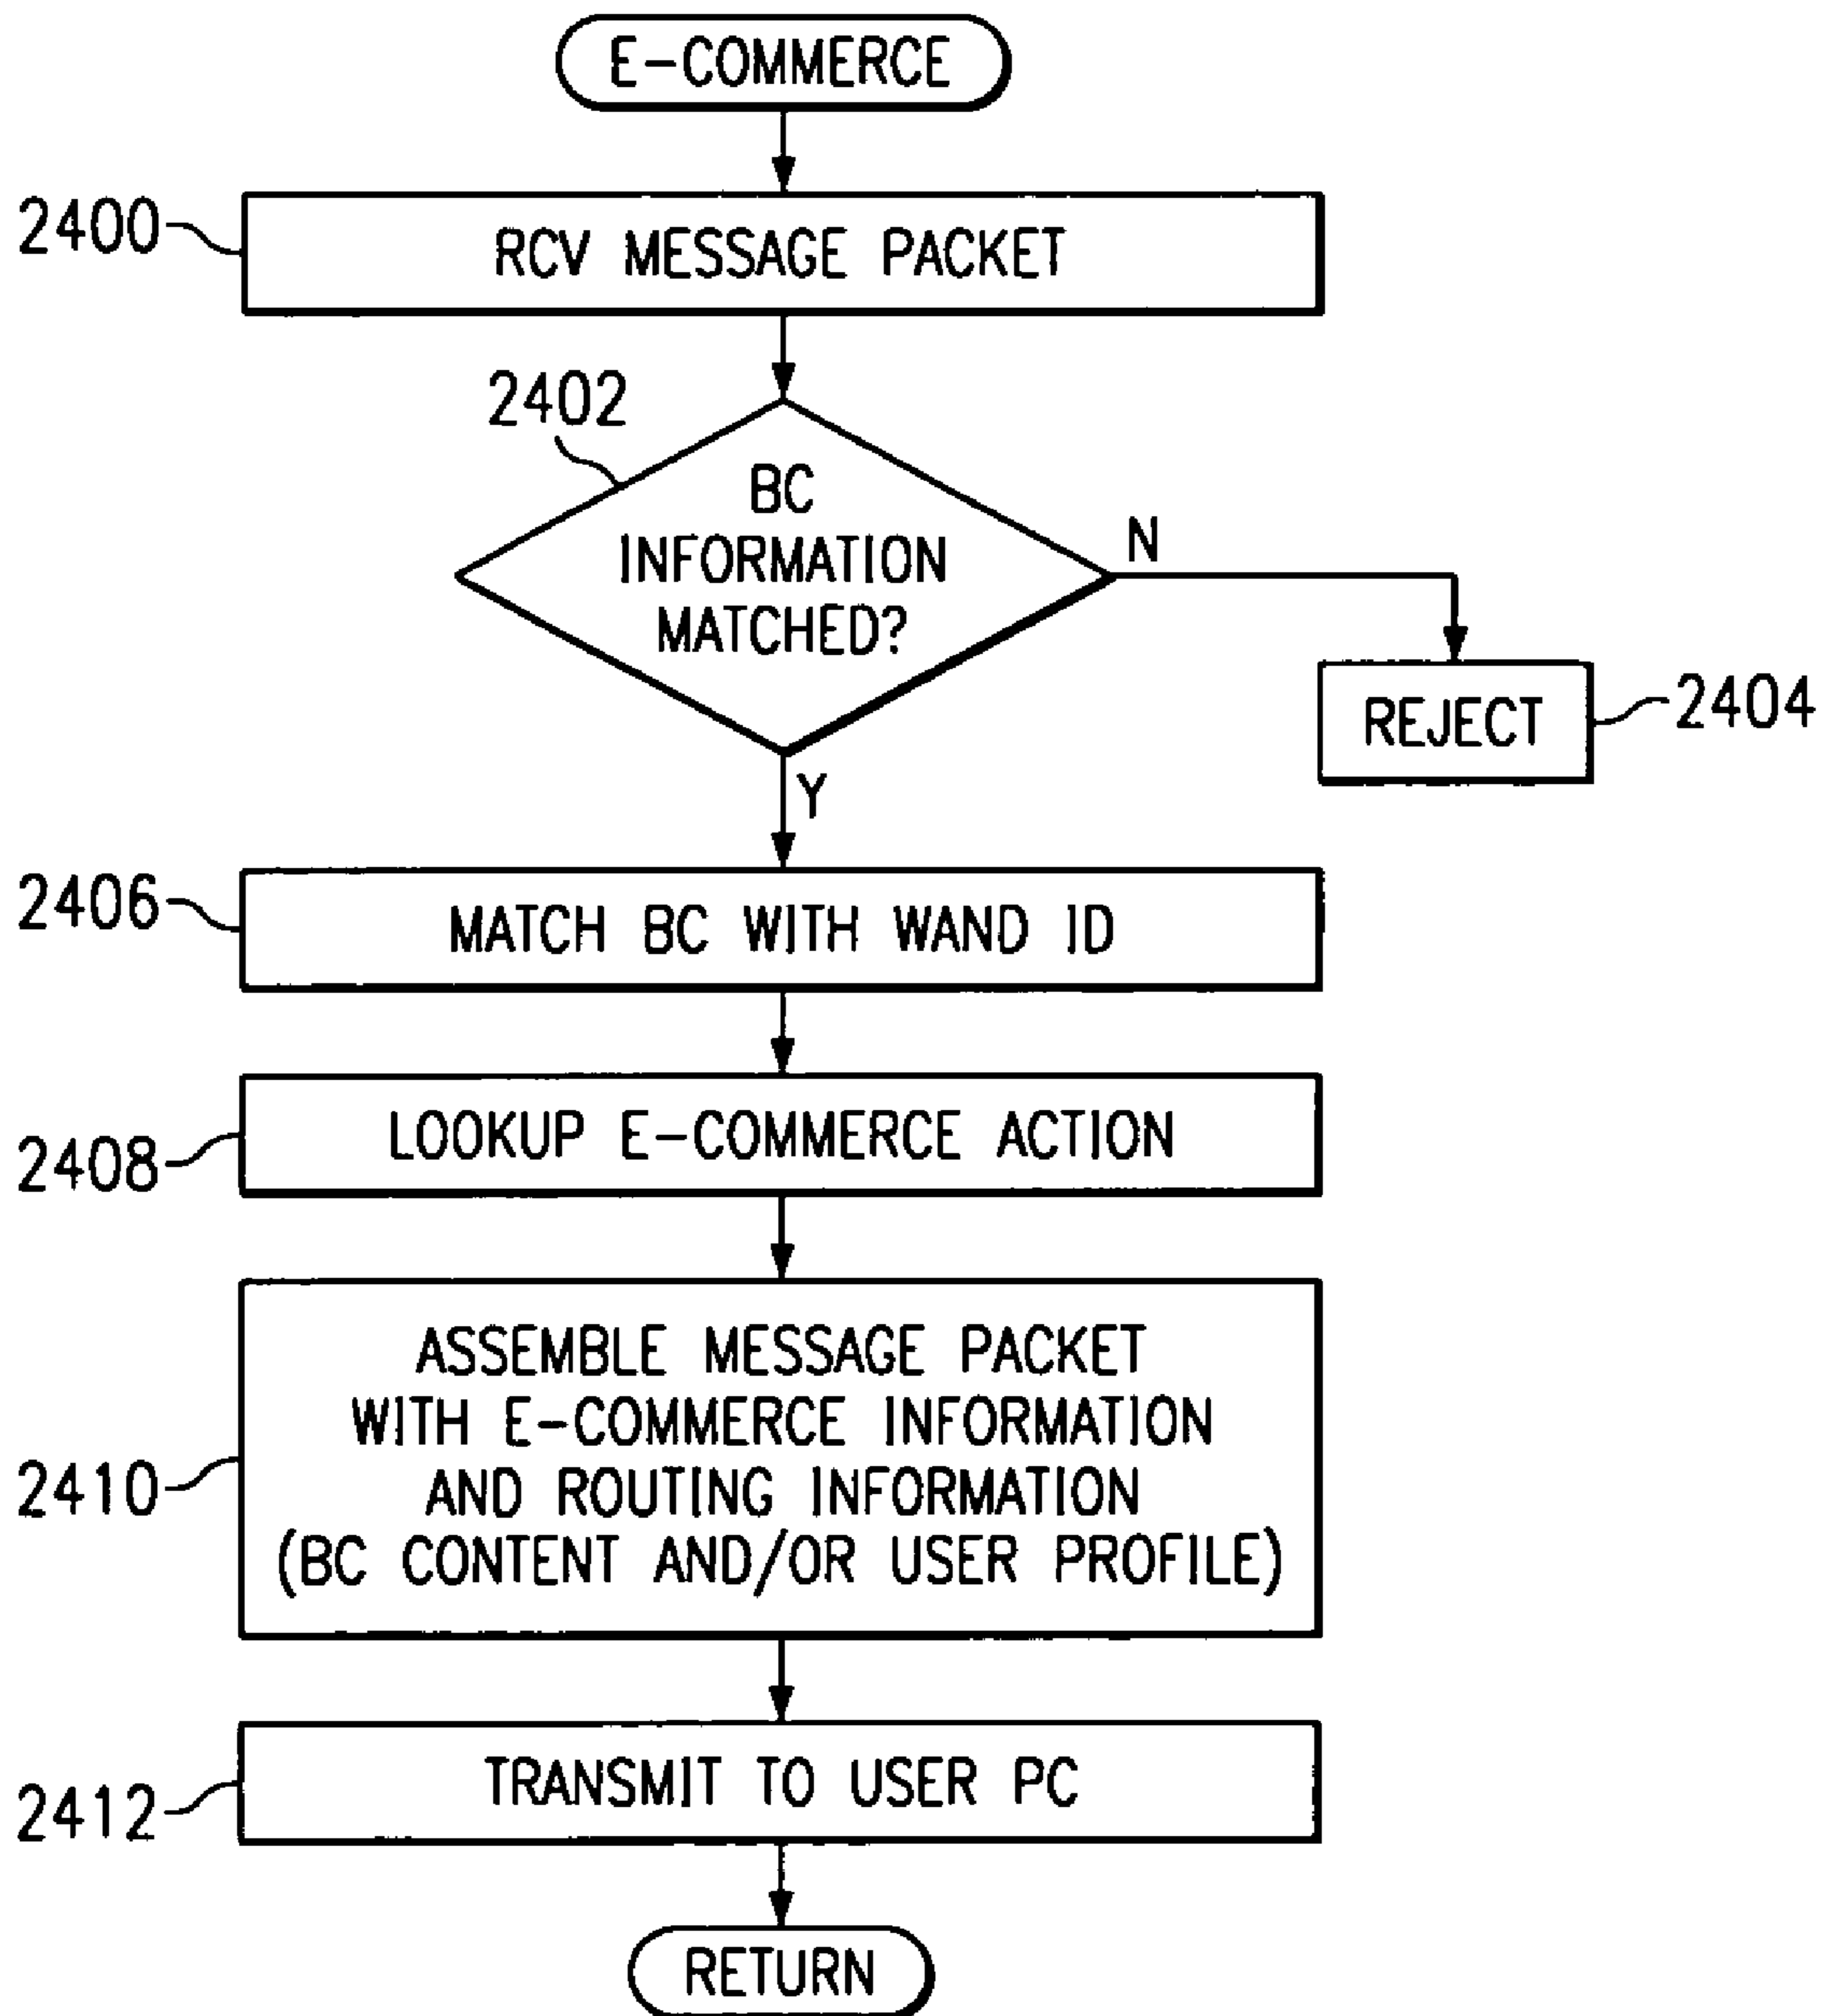 E-COMMERCE
2400
RCV MESSAGE PACKET
2402
BC
INFORMATION
MATCHED?
N
REJECT
2404
Y
2406
MATCH BC WITH WAND ID
2408
LOOKUP E-COMMERCE ACTION
2410
ASSEMBLE MESSAGE PACKET
WITH E-COMMERCE INFORMATION
AND ROUTING INFORMATION
(BC CONTENT AND/OR USER PROFILE)
2412
TRANSMIT TO USER PC
RETURN